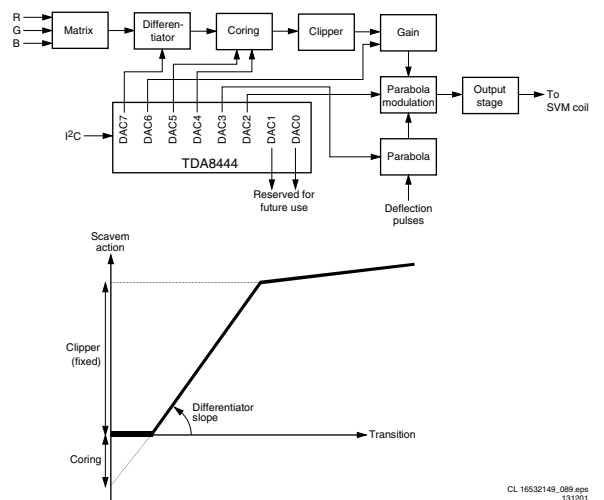 R
G
B
Matrix
Differen-
tiator
Coring
Clipper
Gain
Parabola
modulation
Output
stage
To
SVM coil
I²C
DAC7
DAC6
DAC5
DAC4
DAC3
DAC2
DAC1
DAC0
TDA8444
Parabola
Reserved for
future use
Deflection
pulses
Scavem
action
Clipper
(fixed)
Differentiator
slope
Transition
Coring
CL 16532149_089.eps
131201